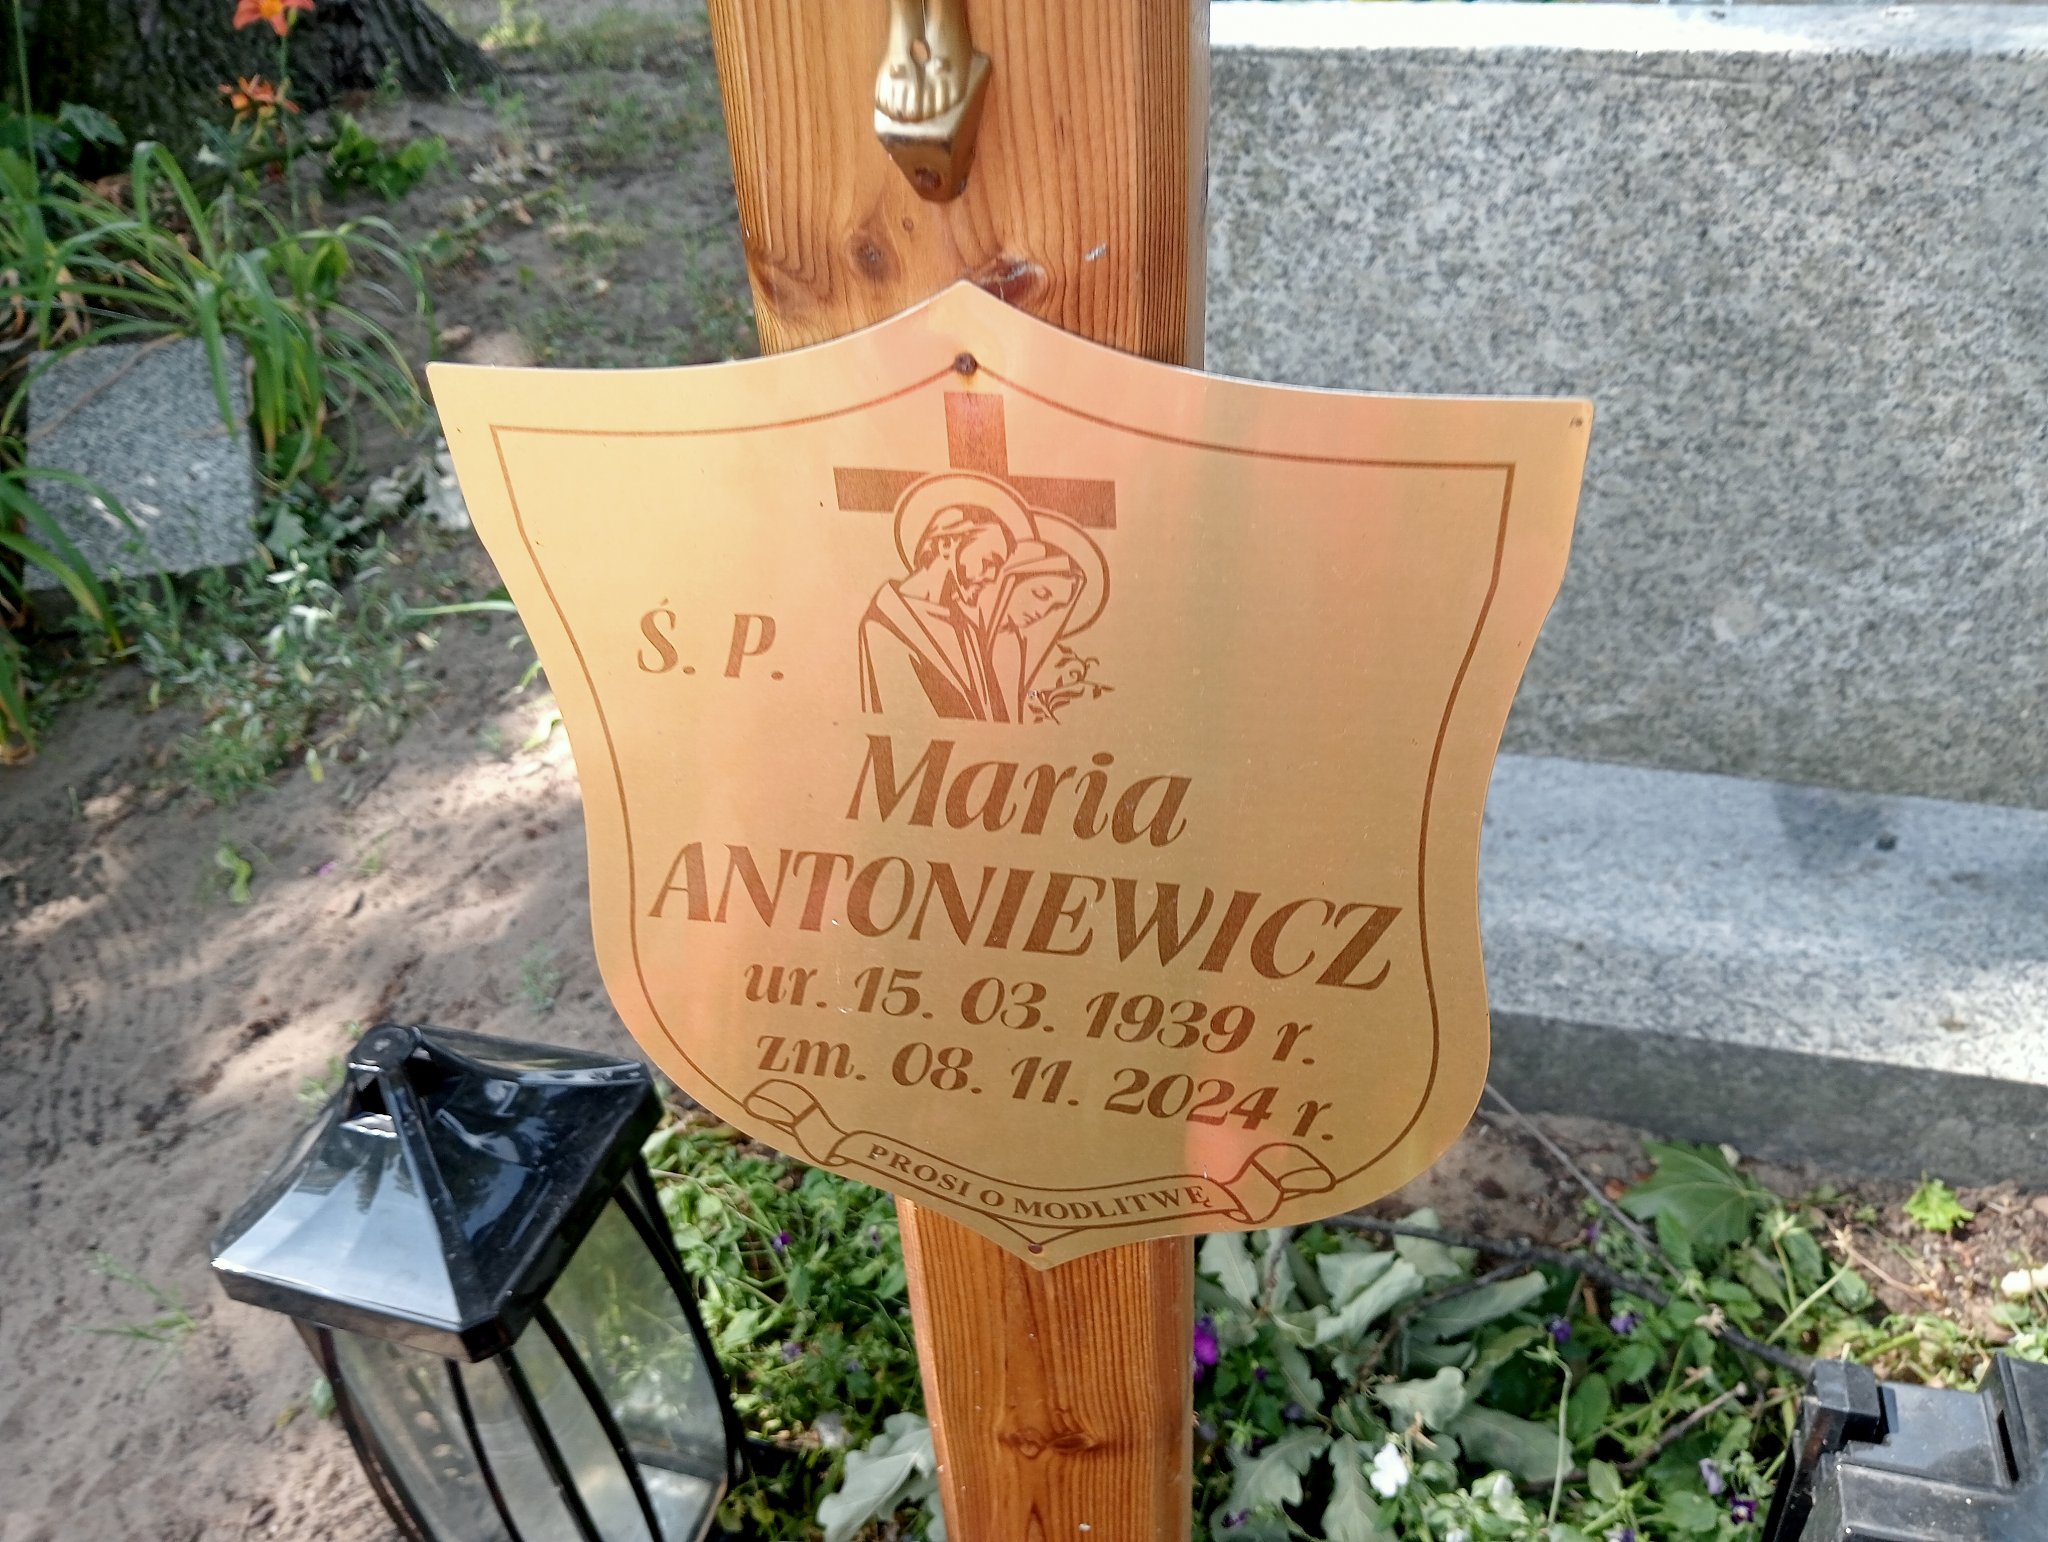 Ś. P.
Maria
ANTONIEWICZ
ur. 15. 03. 1939 r.
zm. 08. 11. 2024 r.
PROSI O MODLITWĘ